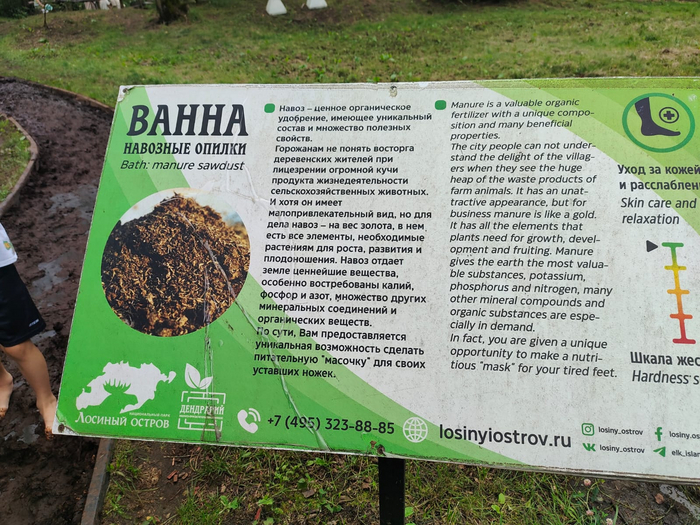 ВАННА
НАВОЗНЫЕ ОПИЛКИ
Bath: manure sawdust
Навоз – ценное органическое
удобрение, имеющее уникальный
состав и множество полезных
свойств.
Горожанам не понять восторга
деревенских жителей при
лицезрении огромной кучи
продукта жизнедеятельности
сельскохозяйственных животных.
И хотя он имеет
малопривлекательный вид, но для
дела навоз – на вес золота, в нем
есть все элементы, необходимые
растениям для роста, развития и
плодоношения. Навоз отдает
земле ценнейшие вещества,
особенно востребованы калий,
фосфор и азот, множество других
минеральных соединений и
органических веществ.
По сути, Вам предоставляется
уникальная возможность сделать
питательную "масочку" для своих
уставших ножек.
Manure is a valuable organic
fertilizer with a unique compo-
sition and many beneficial
properties.
The city people can not under-
stand the delight of the villag-
ers when they see the huge
heap of the waste products of
farm animals. It has an unat-
tractive appearance, but for
business manure is like a gold.
It has all the elements that
plants need for growth, devel-
opment and fruiting. Manure
gives the earth the most valua-
ble substances, potassium,
phosphorus and nitrogen, many
other mineral compounds and
organic substances are espe-
cially in demand.
In fact, you are given a unique
opportunity to make a nutri-
tious "mask" for your tired feet.
Уход за кожей
и расслаблен
Skin care and
relaxation
Шкала жес
Hardness s
НАЦИОНАЛЬНЫЙ ПАРК
ЛОСИНЫЙ ОСТРОВ
ДЕНДРАРИЙ
+7 (495) 323-88-85
losinyiostrov.ru
losiny_ostrov
losiny_ostrov
losiny_ostrov
elk_islan